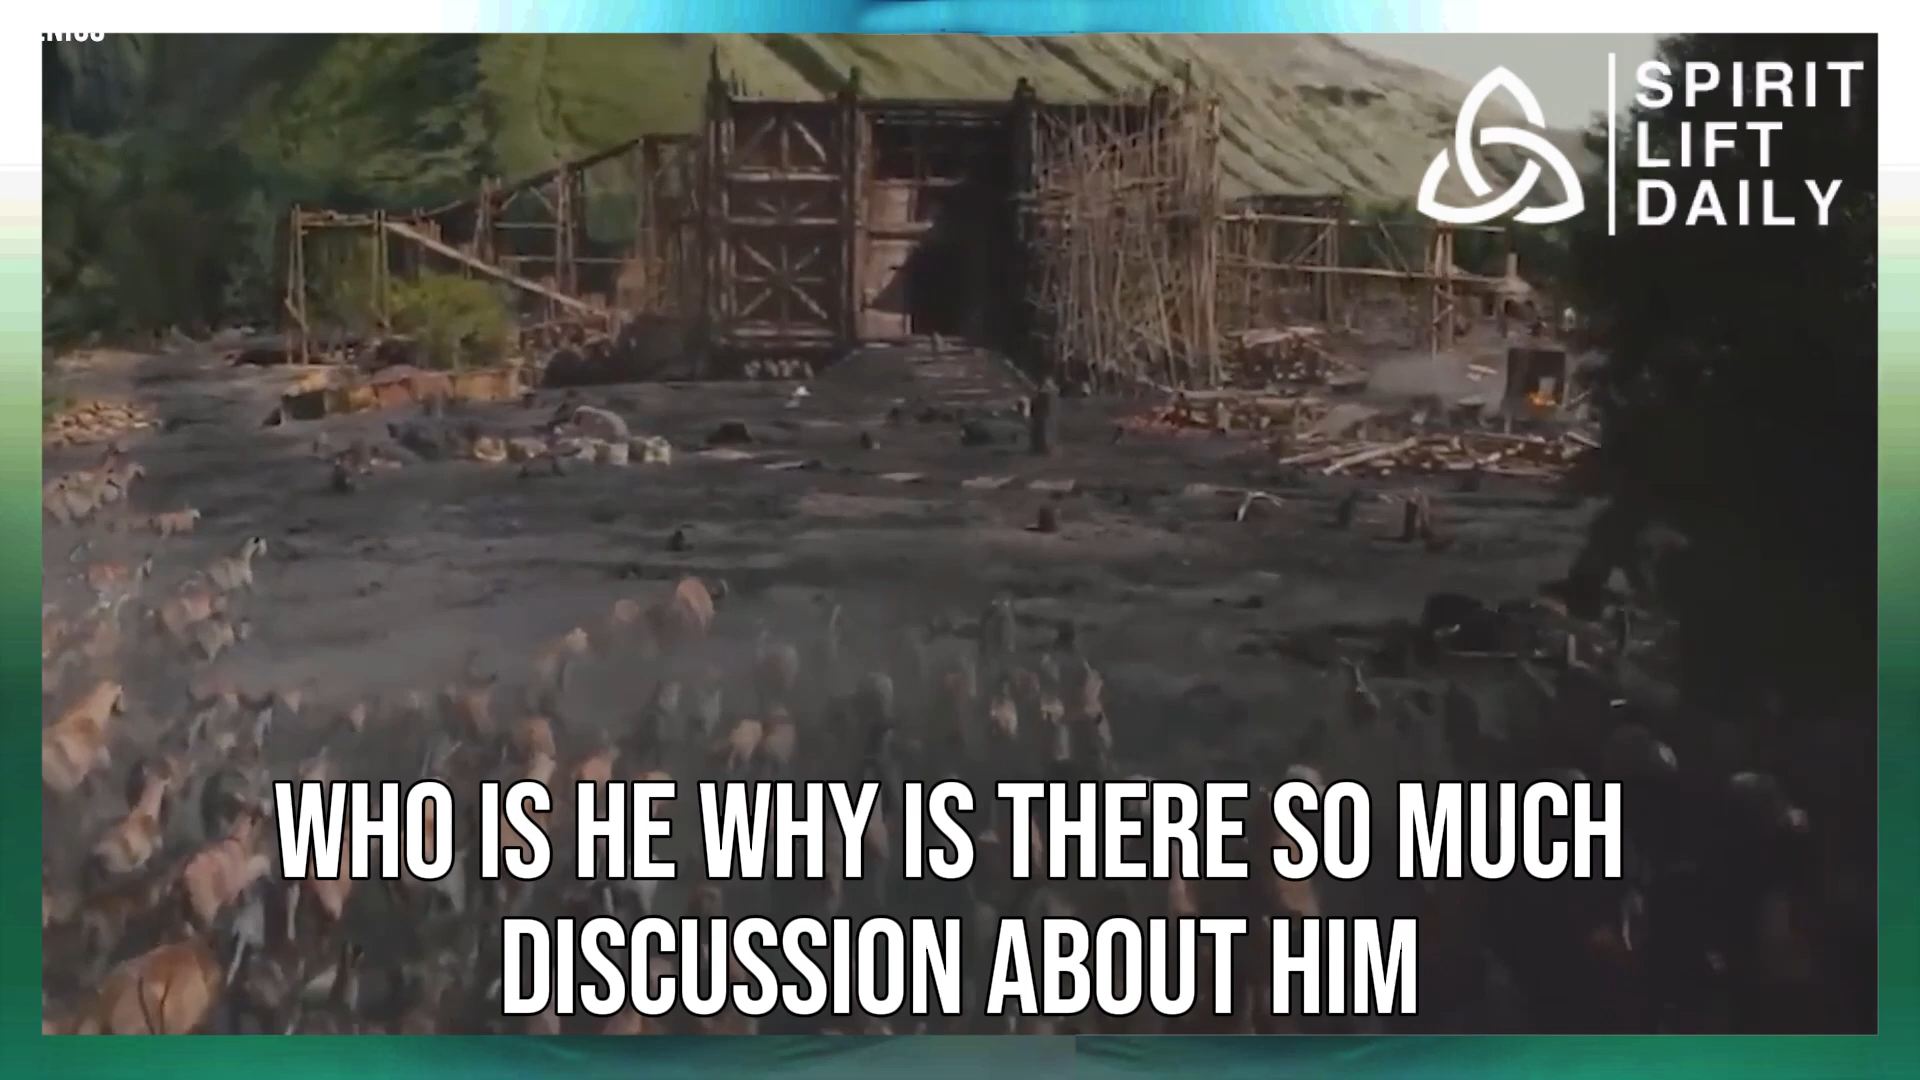 SPIRIT
LIFT
DAILY
WHO IS HE WHY IS THERE SO MUCH
DISCUSSION ABOUT HIM